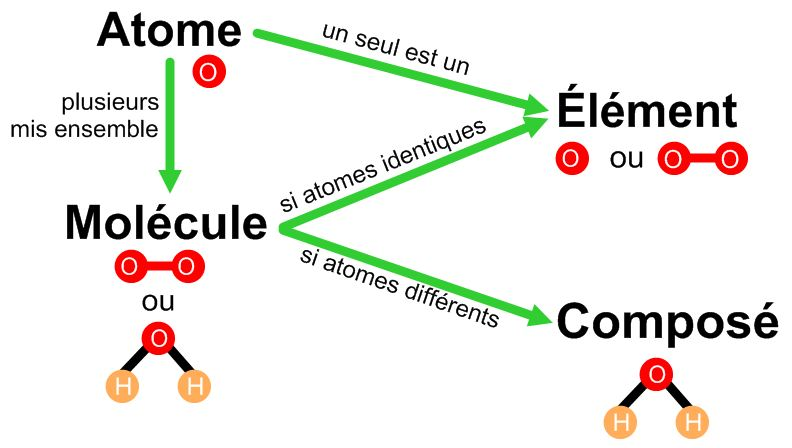 Atome
O
un seul est un
plusieurs
mis ensemble
Élément
O ou O O
si atomes identiques
Molécule
O O
ou
O
H H
si atomes différents
Composé
O
H H